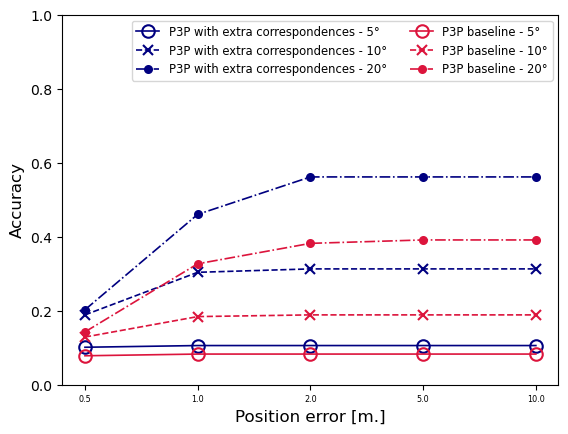 P3P with extra correspondences - 5°
P3P with extra correspondences - 10°
P3P with extra correspondences - 20°
P3P baseline - 5°
P3P baseline - 10°
P3P baseline - 20°
1.0
0.8
0.6
0.4
0.2
0.0
Accuracy
0.5 1.0 2.0 5.0 10.0
Position error [m.]